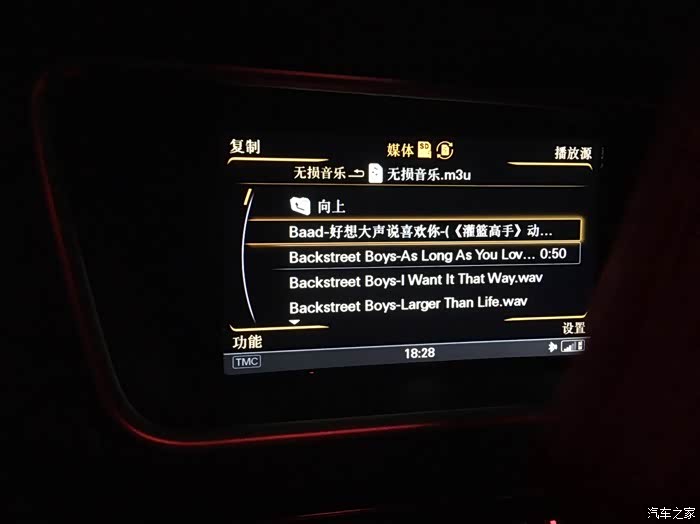 复制 媒体 SD 播放源
无损音乐 无损音乐.m3u
向上
Baad-好想大声说喜欢你-(《灌篮高手》动...
Backstreet Boys-As Long As You Lov... 0:50
Backstreet Boys-I Want It That Way.wav
Backstreet Boys-Larger Than Life.wav
功能 设置
TMC 18:28
汽车之家